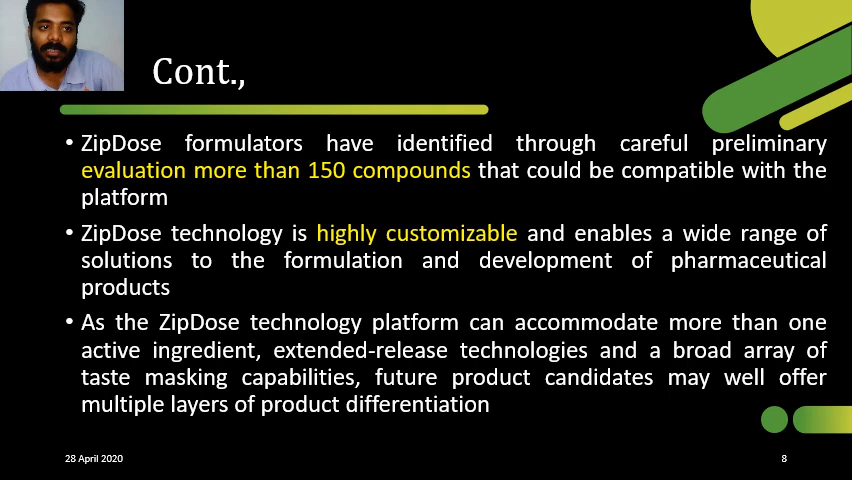 Cont.,
• ZipDose formulators have identified through careful preliminary
evaluation more than 150 compounds that could be compatible with the
platform
• ZipDose technology is highly customizable and enables a wide range of
solutions to the formulation and development of pharmaceutical
products
• As the ZipDose technology platform can accommodate more than one
active ingredient, extended-release technologies and a broad array of
taste masking capabilities, future product candidates may well offer
multiple layers of product differentiation
28 April 2020
8